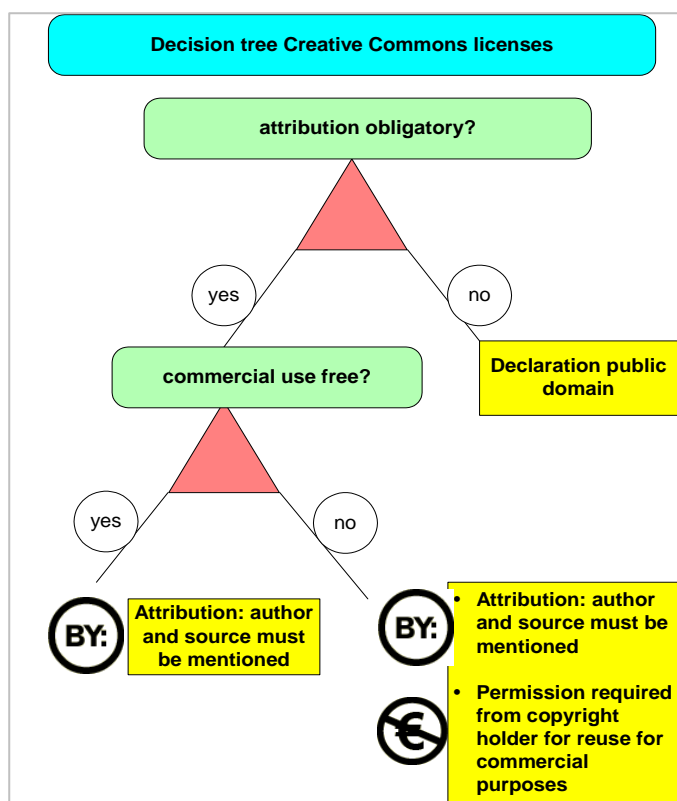 Decision tree Creative Commons licenses
attribution obligatory?
yes
no
commercial use free?
Declaration public
domain
yes
no
BY:
Attribution: author
and source must
be mentioned
BY:
• Attribution: author
and source must be
mentioned
€
• Permission required
from copyright
holder for reuse for
commercial
purposes